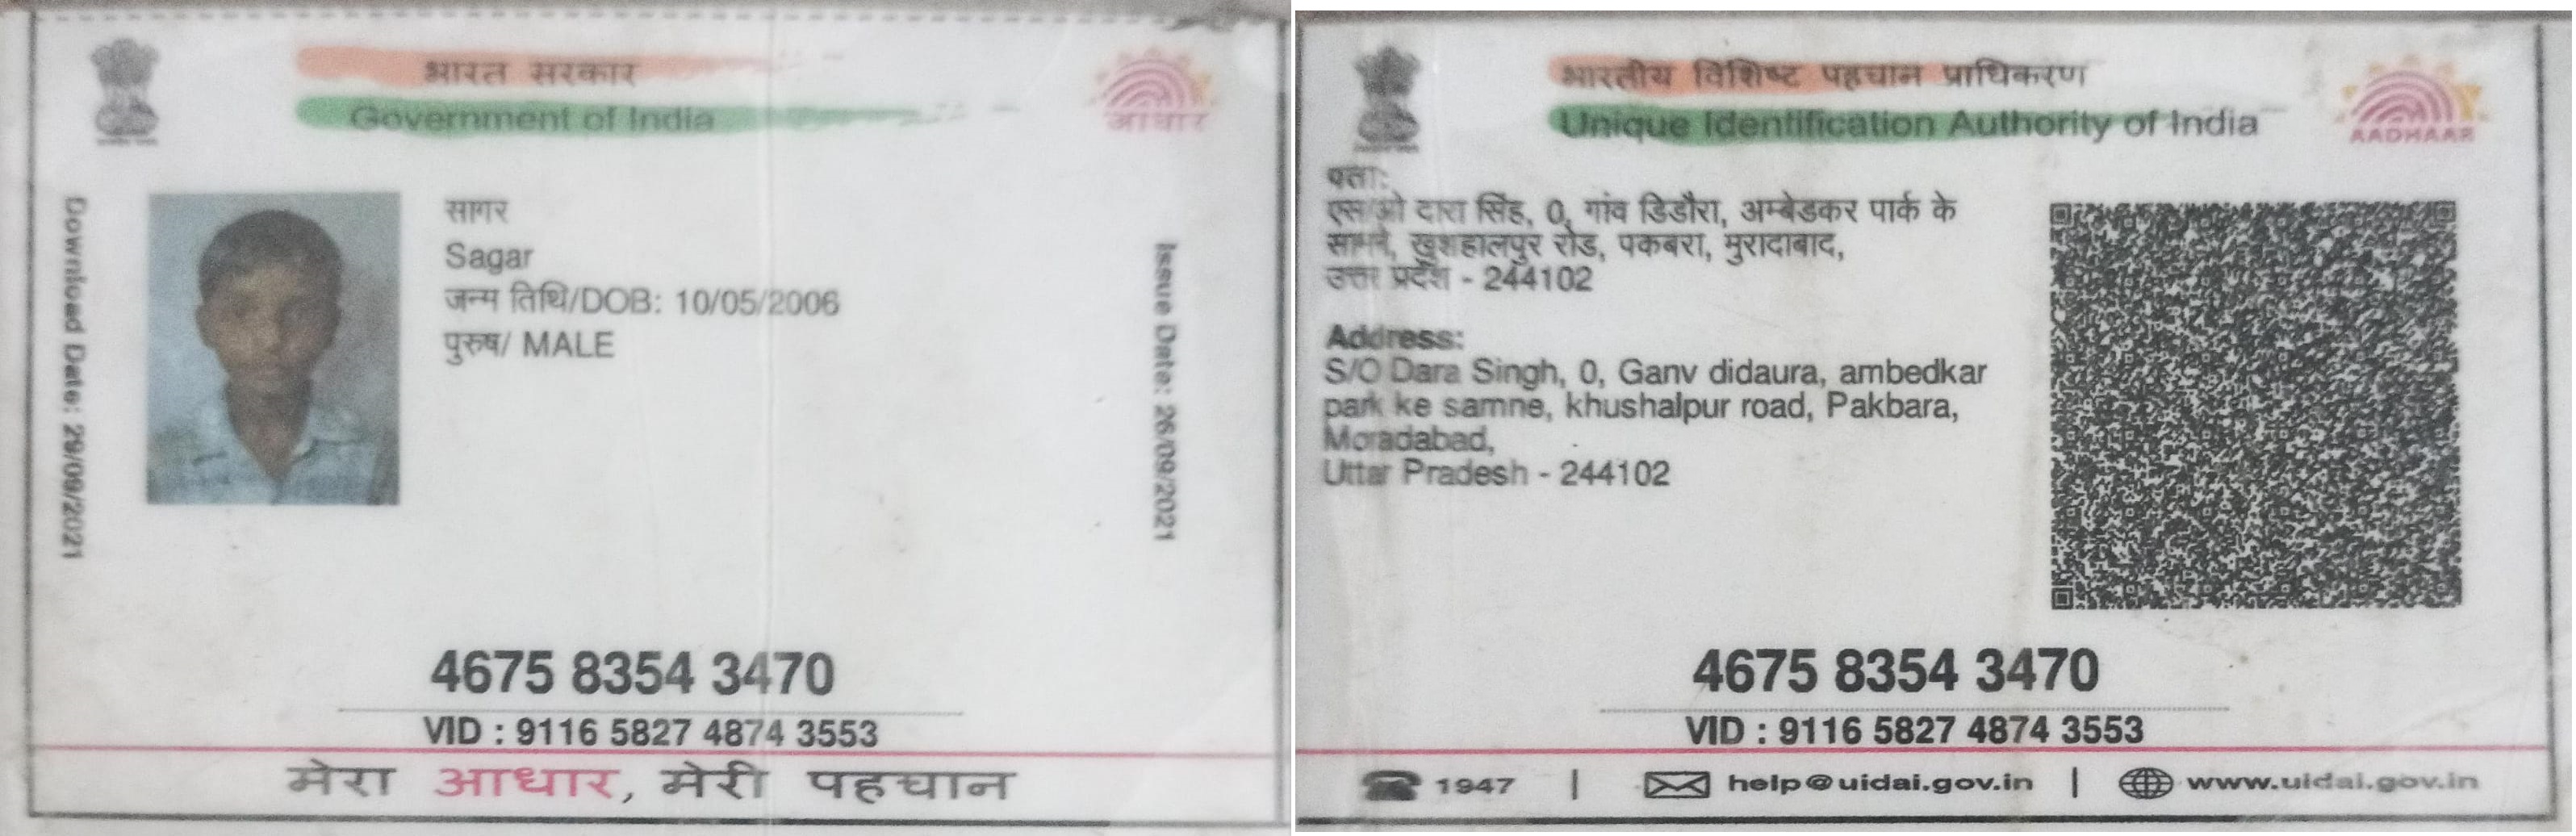 भारत सरकार
Government of India
आधार
Download Date: 29/09/2021
सागर
Sagar
जन्म तिथि/DOB: 10/05/2006
पुरुष/ MALE
Issue Date: 26/09/2021
4675 8354 3470
VID : 9116 5827 4874 3553
मेरा आधार, मेरी पहचान
भारतीय विशिष्ट पहचान प्राधिकरण
Unique Identification Authority of India
AADHAAR
पता:
एस/ओ दारा सिंह, 0, गांव डिडौरा, अम्बेडकर पार्क के
सामने, खुशहालपुर रोड, पकबरा, मुरादाबाद,
उत्तर प्रदेश - 244102
Address:
S/O Dara Singh, 0, Ganv didaura, ambedkar
park ke samne, khushalpur road, Pakbara,
Moradabad,
Uttar Pradesh - 244102
4675 8354 3470
VID : 9116 5827 4874 3553
1947 | help@uidai.gov.in | www.uidai.gov.in